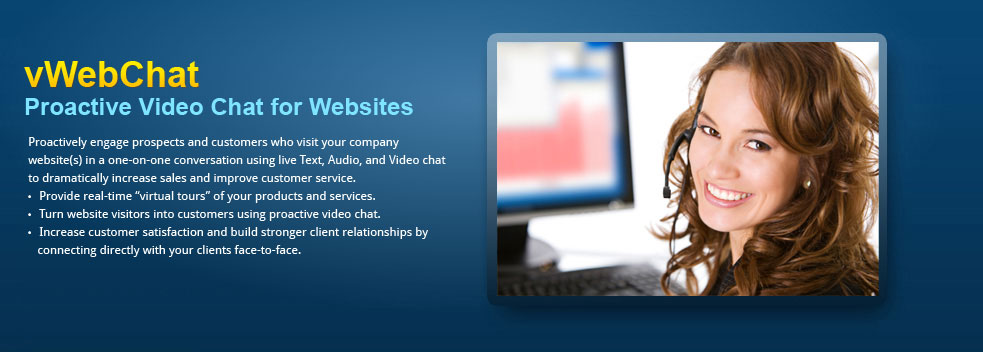 vWebChat
Proactive Video Chat for Websites
Proactively engage prospects and customers who visit your company
website(s) in a one-on-one conversation using live Text, Audio, and Video chat
to dramatically increase sales and improve customer service.
• Provide real-time “virtual tours” of your products and services.
• Turn website visitors into customers using proactive video chat.
• Increase customer satisfaction and build stronger client relationships by
connecting directly with your clients face-to-face.